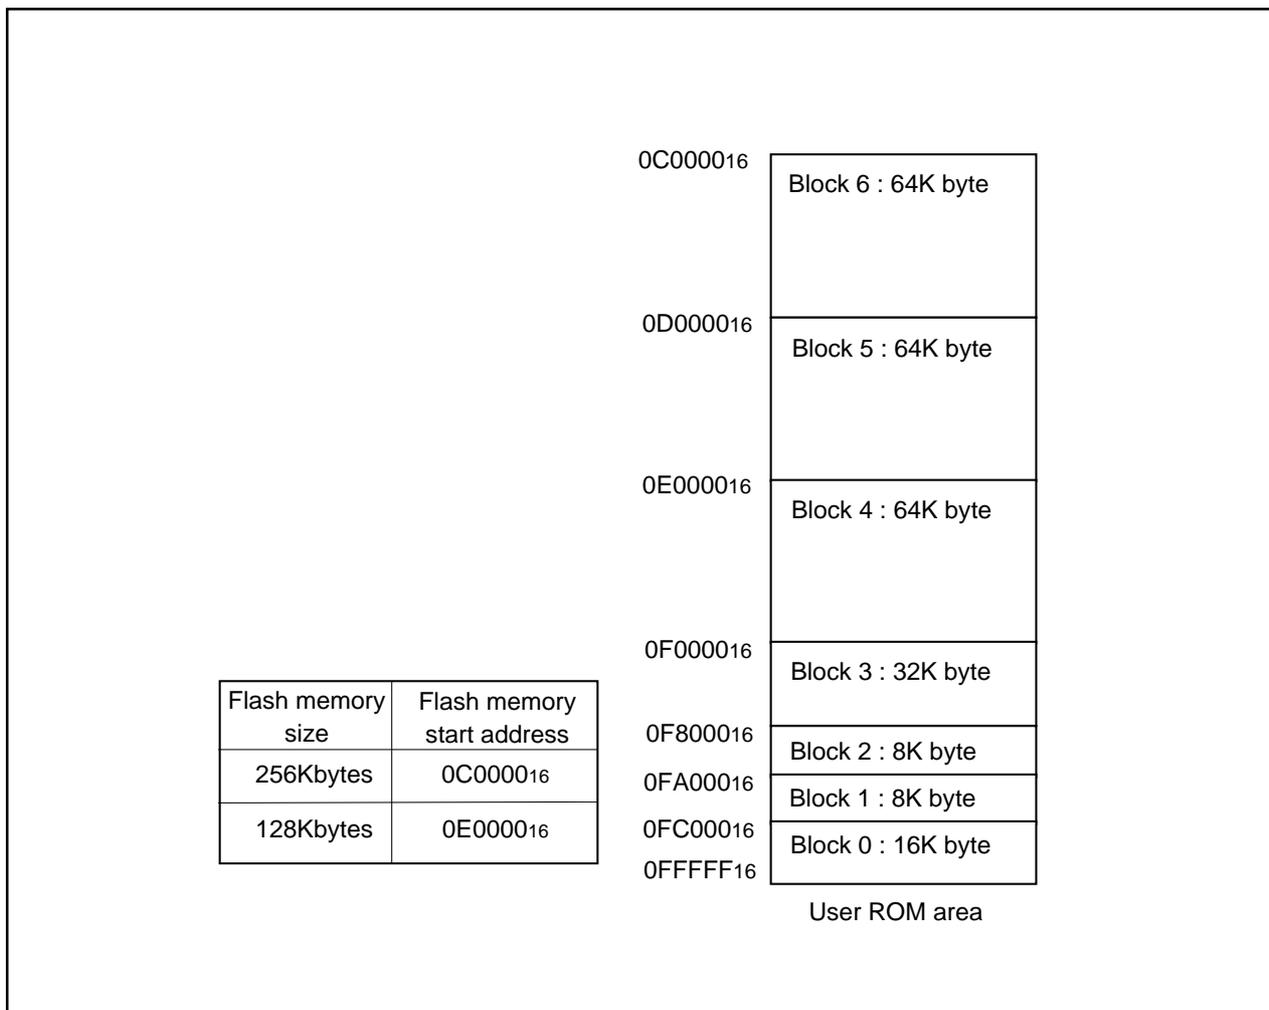 0C000016
Block 6 : 64K byte
0D000016
Block 5 : 64K byte
0E000016
Block 4 : 64K byte
0F000016
Block 3 : 32K byte
0F800016
Block 2 : 8K byte
0FA00016
Block 1 : 8K byte
0FC00016
Block 0 : 16K byte
0FFFFF16
User ROM area
Flash memory size
Flash memory start address
256Kbytes
0C000016
128Kbytes
0E000016